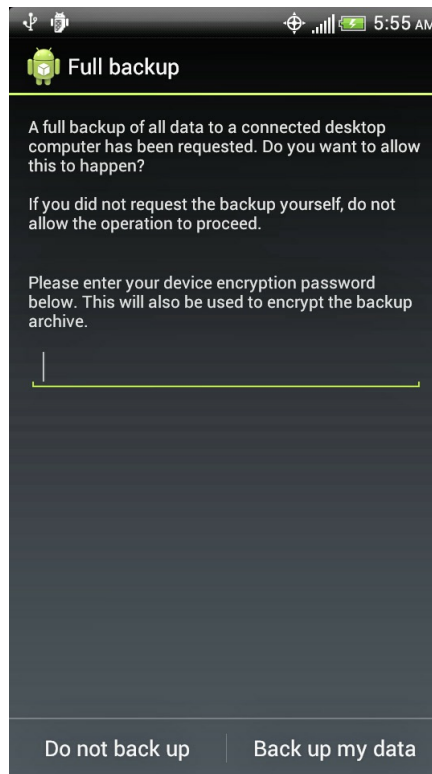 5:55 AM
Full backup
A full backup of all data to a connected desktop
computer has been requested. Do you want to allow
this to happen?
If you did not request the backup yourself, do not
allow the operation to proceed.
Please enter your device encryption password
below. This will also be used to encrypt the backup
archive.
Do not back up
Back up my data